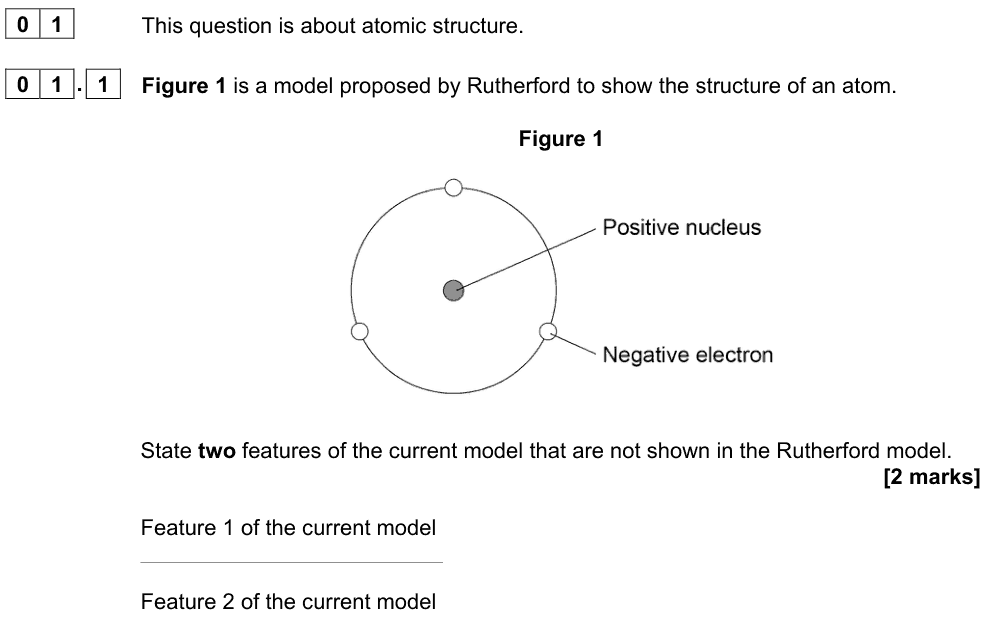 0 1 This question is about atomic structure.
0 1 . 1 Figure 1 is a model proposed by Rutherford to show the structure of an atom.
Figure 1
Positive nucleus
Negative electron
State two features of the current model that are not shown in the Rutherford model.
[2 marks]
Feature 1 of the current model
Feature 2 of the current model